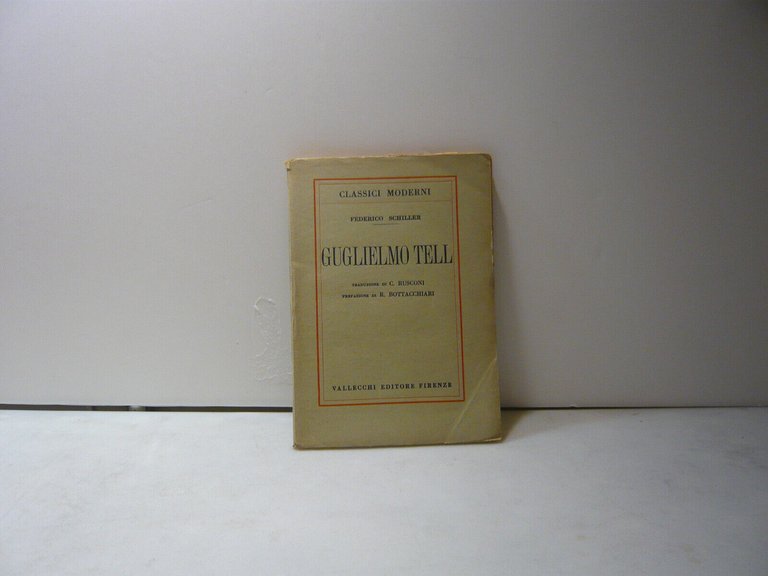 CLASSICI MODERNI
FEDERICO SCHILLER
GUGLIELMO TELL
TRADUZIONE DI C. RUSCONI
PREFAZIONE DI R. BOTTACCHIARI
VALLECCHI EDITORE FIRENZE